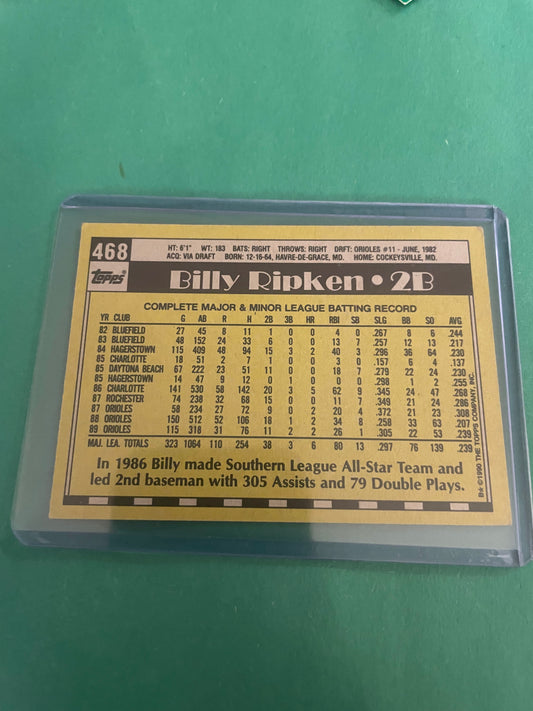 468
HT: 6'1" WT: 183 BATS: RIGHT THROWS: RIGHT DRFT: ORIOLES #11 - JUNE, 1982
ACQ: VIA DRAFT BORN: 12-16-64, HAVRE-DE-GRACE, MD. HOME: COCKEYSVILLE, MD.
TOPPS Billy Ripken • 2B
COMPLETE MAJOR & MINOR LEAGUE BATTING RECORD
YR CLUB G AB R H 2B 3B HR RBI SB SLG BB SO AVG
82 BLUEFIELD 27 45 8 11 1 0 0 4 0 .267 8 6 .244
83 BLUEFIELD 48 152 24 33 6 0 0 13 7 .257 12 13 .217
84 HAGERSTOWN 115 409 48 94 15 3 2 40 3 .296 36 64 .230
85 CHARLOTTE 18 51 2 7 1 0 0 3 0 .157 6 4 .137
85 DAYTONA BEACH 67 222 23 51 11 0 0 18 7 .279 22 24 .230
85 HAGERSTOWN 14 47 9 12 0 1 0 0 0 .298 1 2 .255
86 CHARLOTTE 141 530 58 142 20 3 5 62 9 .345 24 47 .268
87 ROCHESTER 74 238 32 68 15 0 0 11 7 .349 21 24 .286
87 ORIOLES 58 234 27 72 9 0 2 20 4 .372 21 23 .308
88 ORIOLES 150 512 52 106 18 1 2 34 8 .258 33 63 .207
89 ORIOLES 115 318 31 76 11 2 2 26 1 .305 22 53 .239
MAJ. LEA. TOTALS 323 1064 110 254 38 3 6 80 13 .297 76 139 .239
In 1986 Billy made Southern League All-Star Team and
led 2nd baseman with 305 Assists and 79 Double Plays.
B★ ©1990 THE TOPPS COMPANY, INC.